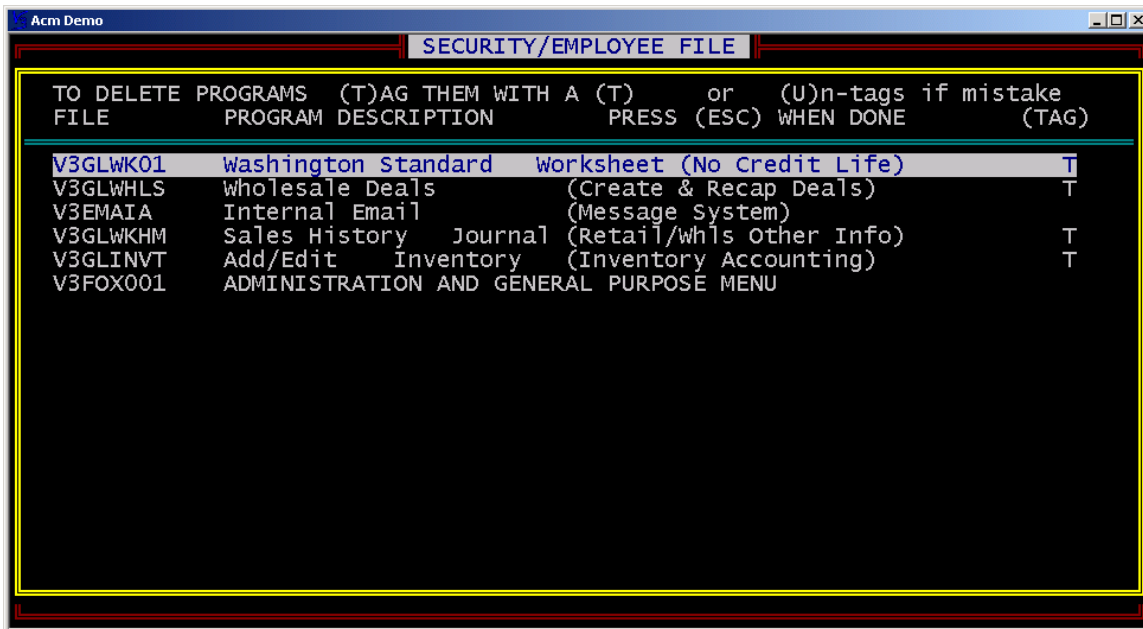 Acm Demo
SECURITY/EMPLOYEE FILE
TO DELETE PROGRAMS (T)AG THEM WITH A (T) or (U)n-tags if mistake
FILE PROGRAM DESCRIPTION PRESS (ESC) WHEN DONE (TAG)
V3GLWK01 Washington Standard Worksheet (No Credit Life) T
V3GLWHLS Wholesale Deals (Create & Recap Deals) T
V3EMAIA Internal Email (Message System)
V3GLWKHM Sales History Journal (Retail/Whls Other Info) T
V3GLINVT Add/Edit Inventory (Inventory Accounting) T
V3FOX001 ADMINISTRATION AND GENERAL PURPOSE MENU